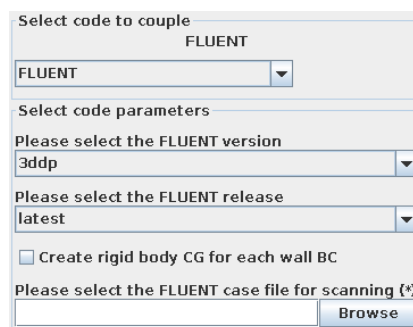 Select code to couple
FLUENT
FLUENT
Select code parameters
Please select the FLUENT version
3ddp
Please select the FLUENT release
latest
Create rigid body CG for each wall BC
Please select the FLUENT case file for scanning (*)
Browse